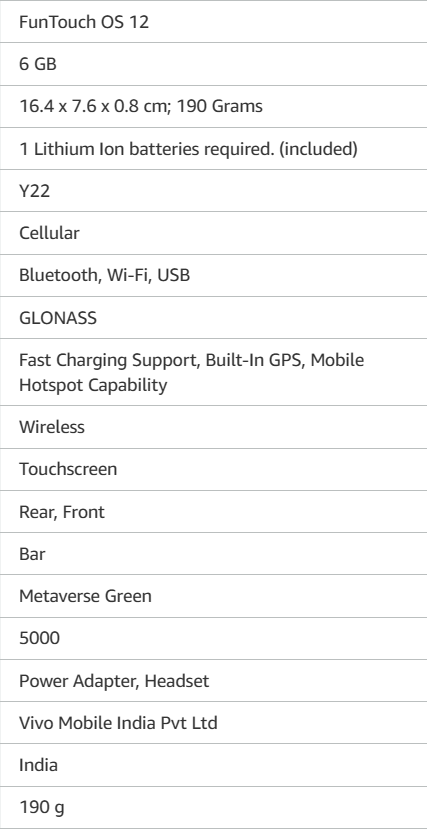 FunTouch OS 12
6 GB
16.4 x 7.6 x 0.8 cm; 190 Grams
1 Lithium Ion batteries required. (included)
Y22
Cellular
Bluetooth, Wi-Fi, USB
GLONASS
Fast Charging Support, Built-In GPS, Mobile
Hotspot Capability
Wireless
Touchscreen
Rear, Front
Bar
Metaverse Green
5000
Power Adapter, Headset
Vivo Mobile India Pvt Ltd
India
190 g